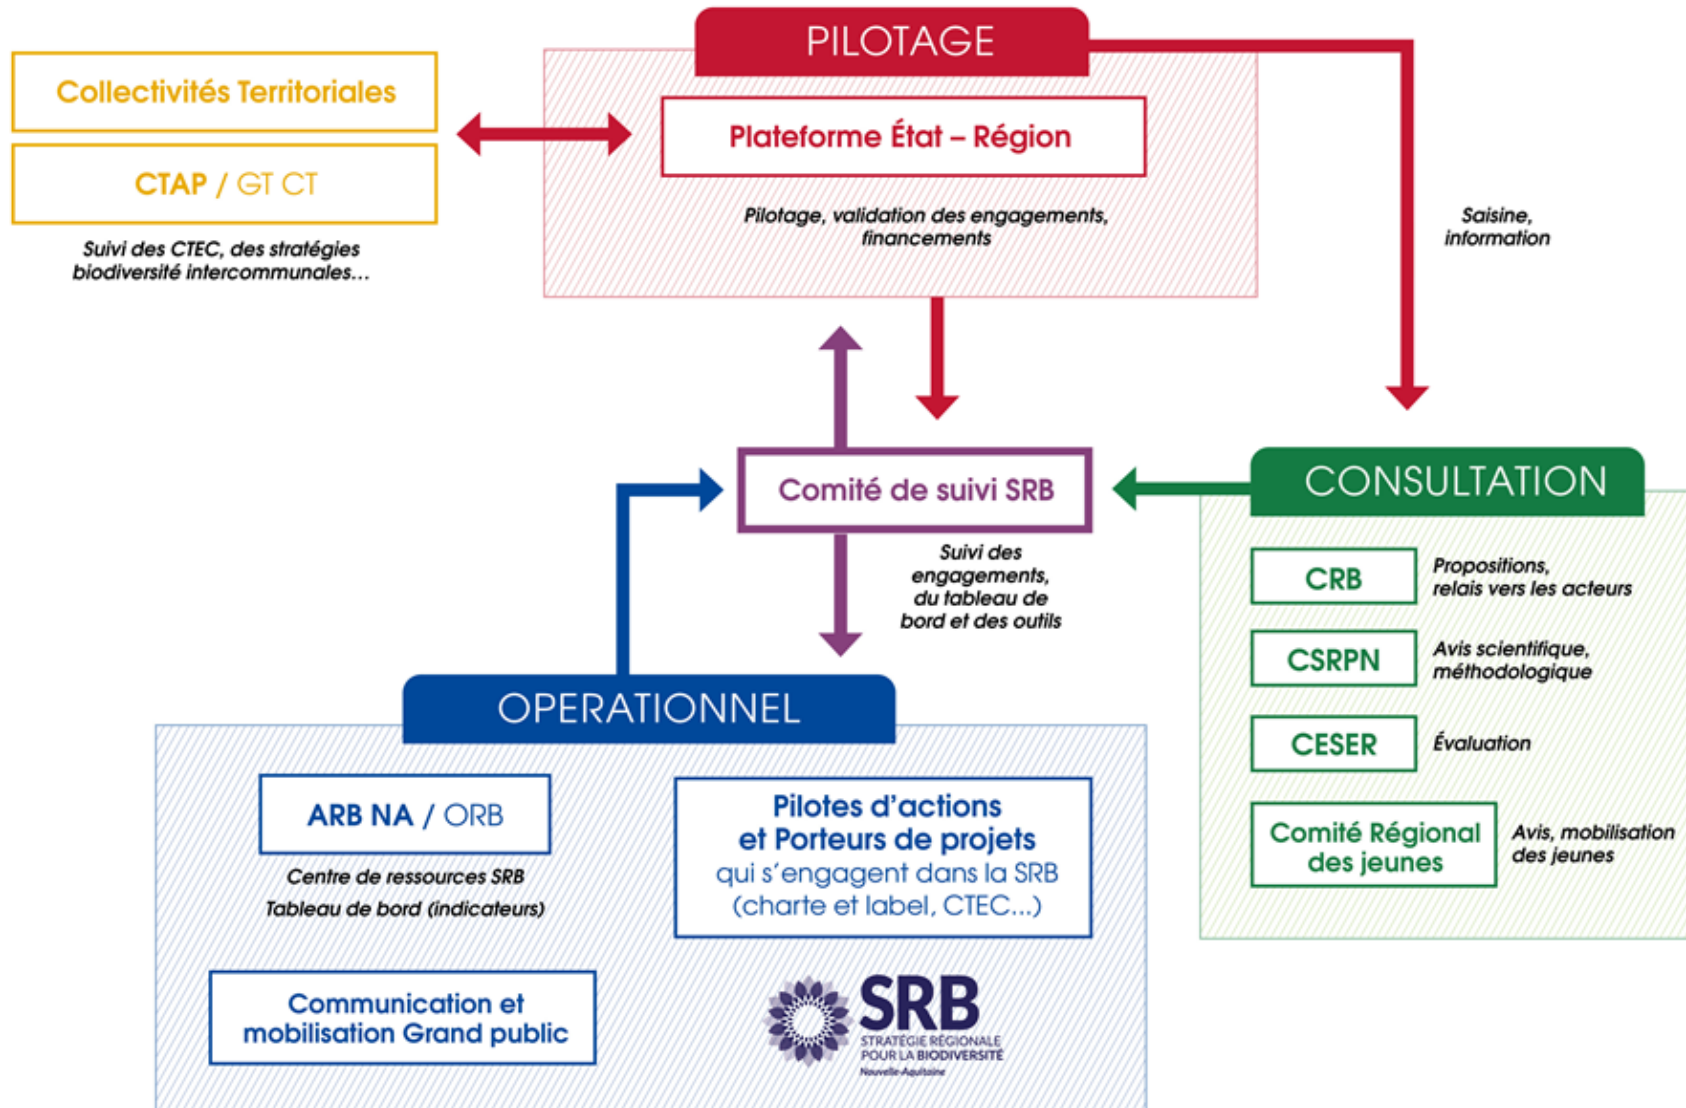 PILOTAGE
Collectivités Territoriales
CTAP / GT CT
Suivi des CTEC, des stratégies
biodiversité intercommunales...
Plateforme État – Région
Pilotage, validation des engagements,
financements
Saisine,
information
Comité de suivi SRB
Suivi des
engagements,
du tableau de
bord et des outils
CONSULTATION
CRB
Propositions,
relais vers les acteurs
CSRPN
Avis scientifique,
méthodologique
CESER
Évaluation
Comité Régional
des jeunes
Avis, mobilisation
des jeunes
OPERATIONNEL
ARB NA / ORB
Centre de ressources SRB
Tableau de bord (indicateurs)
Pilotes d'actions
et Porteurs de projets
qui s'engagent dans la SRB
(charte et label, CTEC...)
Communication et
mobilisation Grand public
SRB
STRATÉGIE RÉGIONALE
POUR LA BIODIVERSITÉ
Nouvelle-Aquitaine